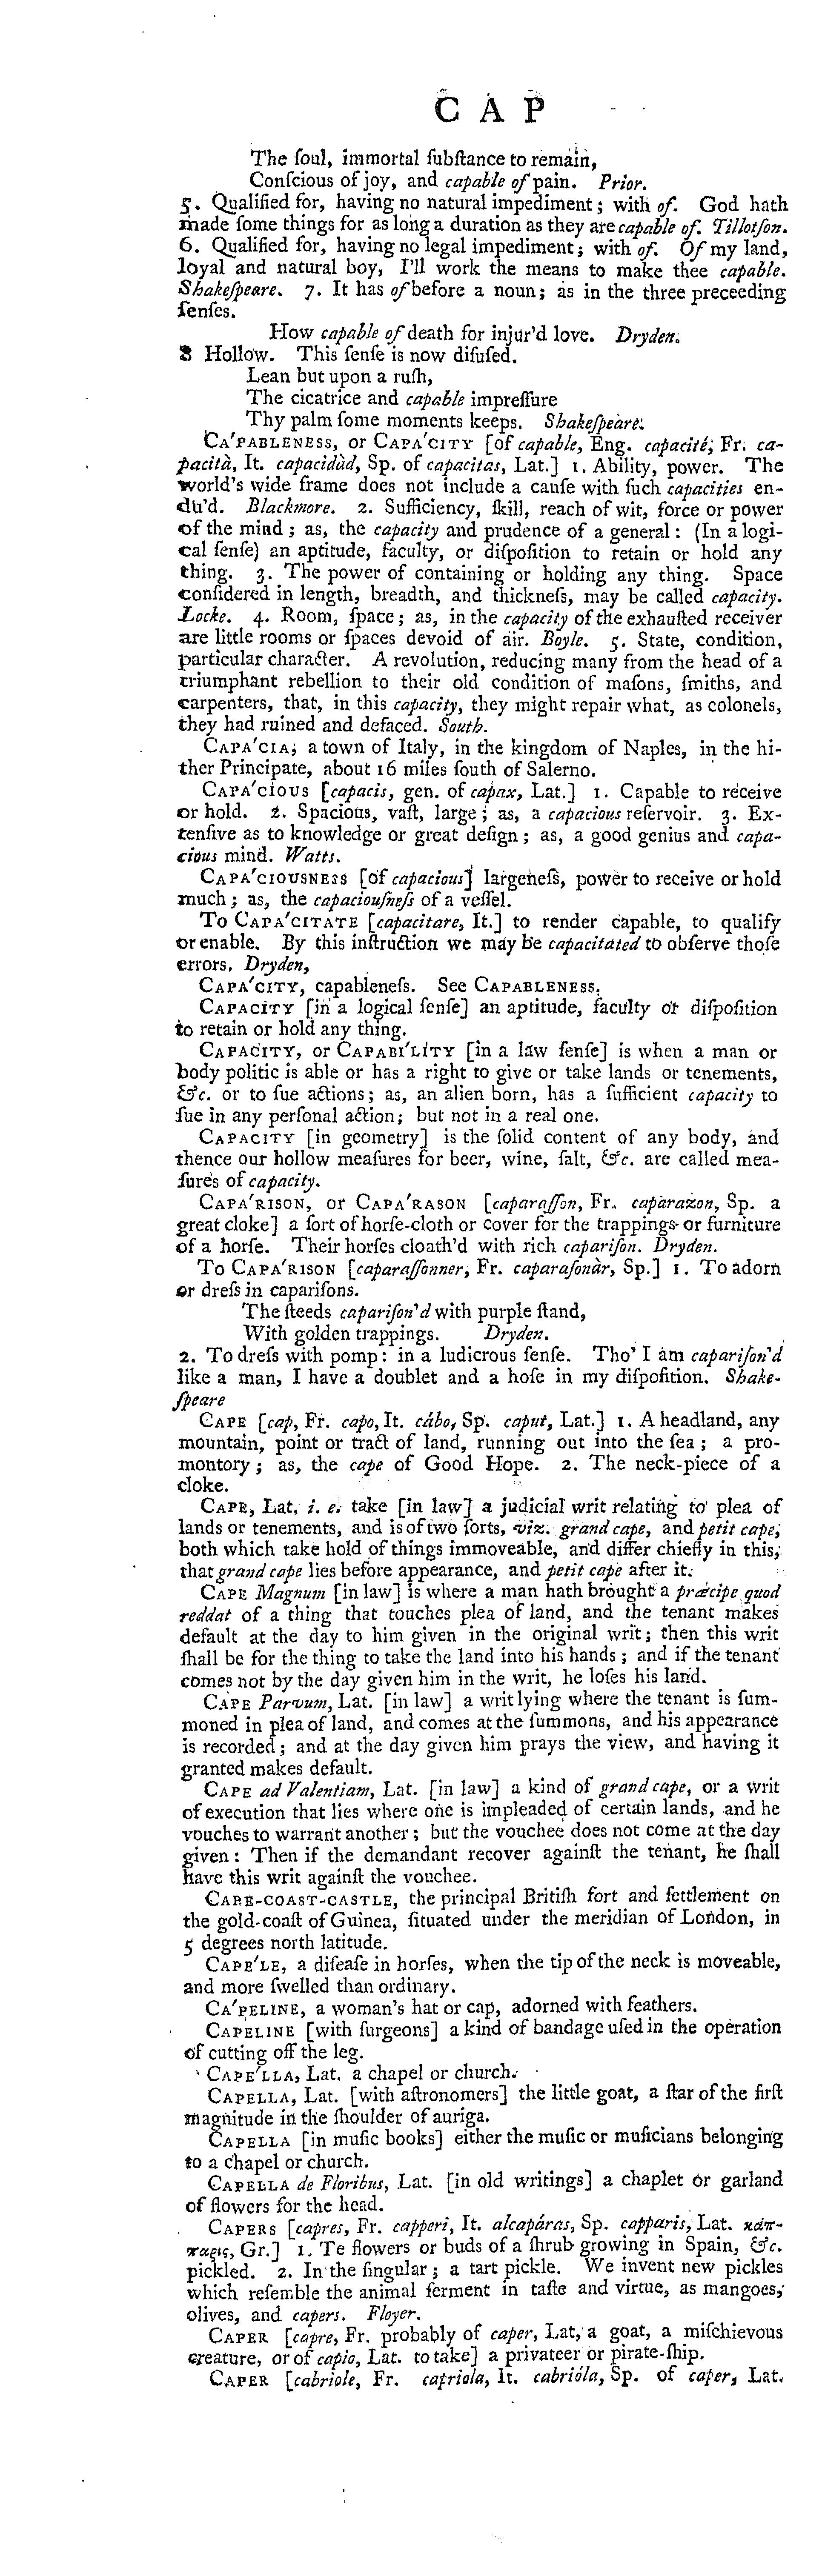 C A P
The ſoul, immortal ſubſtance to remain,
Conſcious of joy, and capable of pain. Prior.
5. Qualified for, having no natural impediment; with of. God hath
made ſome things for as long a duration as they are capable of. Tillotſon.
6. Qualified for, having no legal impediment; with of. Of my land,
loyal and natural boy, I'll work the means to make thee capable.
Shakeſpeare. 7. It has of before a noun; as in the three preceeding
ſenſes.
How capable of death for injur'd love. Dryden.
8 Hollow. This ſenſe is now diſuſed.
Lean but upon a ruſh,
The cicatrice and capable impreſſure
Thy palm ſome moments keeps. Shakeſpeare.
CA'PABLENESS, or CAPA'CITY [of capable, Eng. capacité, Fr. ca-
pacità, It. capacidàd, Sp. of capacitas, Lat.] 1. Ability, power. The
world's wide frame does not include a cauſe with ſuch capacities en-
du'd. Blackmore. 2. Sufficiency, ſkill, reach of wit, force or power
of the mind; as, the capacity and prudence of a general: (In a logi-
cal ſenſe) an aptitude, faculty, or diſpoſition to retain or hold any
thing. 3. The power of containing or holding any thing. Space
conſidered in length, breadth, and thickneſs, may be called capacity.
Locke. 4. Room, ſpace; as, in the capacity of the exhauſted receiver
are little rooms or ſpaces devoid of air. Boyle. 5. State, condition,
particular character. A revolution, reducing many from the head of a
triumphant rebellion to their old condition of maſons, ſmiths, and
carpenters, that, in this capacity, they might repair what, as colonels,
they had ruined and defaced. South.
CAPA'CIA, a town of Italy, in the kingdom of Naples, in the hi-
ther Principate, about 16 miles ſouth of Salerno.
CAPA'CIOUS [capacis, gen. of capax, Lat.] 1. Capable to receive
or hold. 2. Spacious, vaſt, large; as, a capacious reſervoir. 3. Ex-
tenſive as to knowledge or great deſign; as, a good genius and capa-
cious mind. Watts.
CAPA'CIOUSNESS [of capacious] largeneſs, power to receive or hold
much; as, the capaciouſneſs of a veſſel.
To CAPA'CITATE [capacitare, It.] to render capable, to qualify
or enable. By this inſtruction we may be capacitated to obſerve thoſe
errors. Dryden,
CAPA'CITY, capableneſs. See CAPABLENESS.
CAPACITY [in a logical ſenſe] an aptitude, faculty or diſpoſition
to retain or hold any thing.
CAPACITY, or CAPABI'LITY [in a law ſenſe] is when a man or
body politic is able or has a right to give or take lands or tenements,
&c. or to ſue actions; as, an alien born, has a ſufficient capacity to
ſue in any perſonal action; but not in a real one.
CAPACITY [in geometry] is the ſolid content of any body, and
thence our hollow meaſures for beer, wine, ſalt, &c. are called mea-
ſures of capacity.
CAPA'RISON, or CAPA'RASON [caparaſſon, Fr. caparazon, Sp. a
great cloke] a ſort of horſe-cloth or cover for the trappings or furniture
of a horſe. Their horſes cloath'd with rich capariſon. Dryden.
To CAPA'RISON [caparaſſonner, Fr. caparaſonàr, Sp.] 1. To adorn
or dreſs in capariſons.
The ſteeds capariſon'd with purple ſtand,
With golden trappings. Dryden.
2. To dreſs with pomp: in a ludicrous ſenſe. Tho' I am capariſon'd
like a man, I have a doublet and a hoſe in my diſpoſition. Shake-
ſpeare
CAPE [cap, Fr. capo, It. cábo, Sp. caput, Lat.] 1. A headland, any
mountain, point or tract of land, running out into the ſea; a pro-
montory; as, the cape of Good Hope. 2. The neck-piece of a
cloke.
CAPE, Lat. i. e. take [in law] a judicial writ relating to plea of
lands or tenements, and is of two ſorts, viz. grand cape, and petit cape;
both which take hold of things immoveable, and differ chiefly in this;
that grand cape lies before appearance, and petit cape after it.
CAPE Magnum [in law] is where a man hath brought a præcipe quod
reddat of a thing that touches plea of land, and the tenant makes
default at the day to him given in the original writ; then this writ
ſhall be for the thing to take the land into his hands; and if the tenant
comes not by the day given him in the writ, he loſes his land.
CAPE Parvum, Lat. [in law] a writ lying where the tenant is ſum-
moned in plea of land, and comes at the ſummons, and his appearance
is recorded; and at the day given him prays the view, and having it
granted makes default.
CAPE ad Valentiam, Lat. [in law] a kind of grand cape, or a writ
of execution that lies where one is impleaded of certain lands, and he
vouches to warrant another; but the vouchee does not come at the day
given: Then if the demandant recover againſt the tenant, he ſhall
have this writ againſt the vouchee.
CAPE-COAST-CASTLE, the principal Britiſh fort and ſettlement on
the gold-coaſt of Guinea, ſituated under the meridian of London, in
5 degrees north latitude.
CAPE'LE, a diſeaſe in horſes, when the tip of the neck is moveable,
and more ſwelled than ordinary.
CA'PELINE, a woman's hat or cap, adorned with feathers.
CAPELINE [with ſurgeons] a kind of bandage uſed in the operation
of cutting off the leg.
CAPE'LLA, Lat. a chapel or church.
CAPELLA, Lat. [with aſtronomers] the little goat, a ſtar of the firſt
magnitude in the ſhoulder of auriga.
CAPELLA [in muſic books] either the muſic or muſicians belonging
to a chapel or church.
CAPELLA de Floribus, Lat. [in old writings] a chaplet or garland
of flowers for the head.
CAPERS [capres, Fr. capperi, It. alcapáras, Sp. capparis, Lat. κάπ-
παρις, Gr.] 1. Te flowers or buds of a ſhrub growing in Spain, &c.
pickled. 2. In the ſingular; a tart pickle. We invent new pickles
which reſemble the animal ferment in taſte and virtue, as mangoes,
olives, and capers. Floyer.
CAPER [capre, Fr. probably of caper, Lat, a goat, a miſchievous
creature, or of capio, Lat. to take] a privateer or pirate-ſhip.
CAPER [cabriole, Fr. capriola, It. cabrióla, Sp. of caper, Lat.